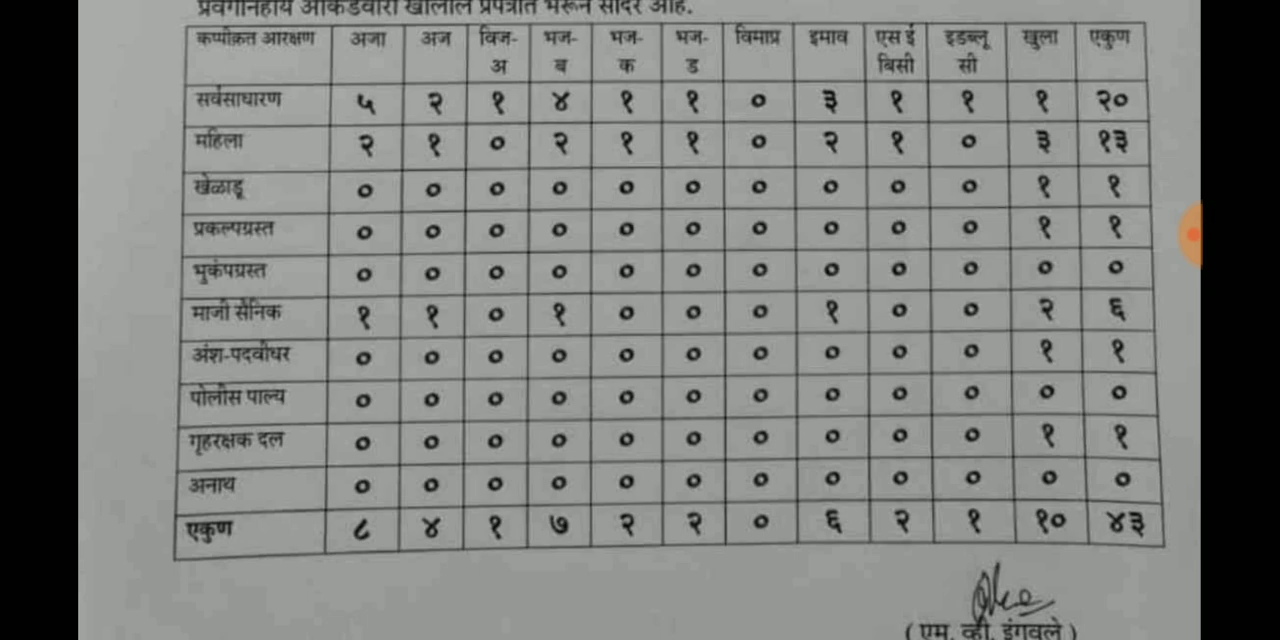 प्रवर्गानिहाय आकडेवारी खालील प्रपत्रात भरून सादर आहे.
कप्पीकृत आरक्षण अजा अज विज-अ भज-ब भज-क भज-ड विमाप्र इमाव एस ई बिसी इडब्लू सी खुला एकुण
सर्वसाधारण ५ २ १ ४ १ १ ० ३ १ १ १ २०
महिला २ १ ० २ १ १ ० २ १ ० ३ १३
खेळाडू ० ० ० ० ० ० ० ० ० ० १ १
प्रकल्पग्रस्त ० ० ० ० ० ० ० ० ० ० १ १
भुकंपग्रस्त ० ० ० ० ० ० ० ० ० ० ० ०
माजी सैनिक १ १ ० १ ० ० ० १ ० ० २ ६
अंश-पदवीधर ० ० ० ० ० ० ० ० ० ० १ १
पोलीस पाल्य ० ० ० ० ० ० ० ० ० ० ० ०
गृहरक्षक दल ० ० ० ० ० ० ० ० ० ० १ १
अनाथ ० ० ० ० ० ० ० ० ० ० ० ०
एकुण ८ ४ १ ७ २ २ ० ६ २ १ १० ४३
( एम. व्ही. इंगवले )